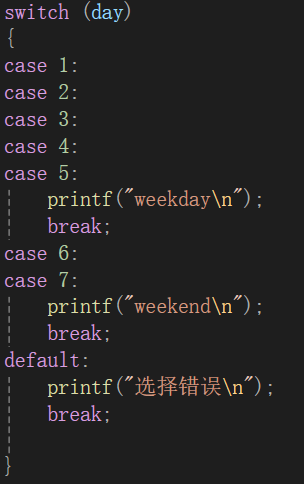 switch (day)
{
case 1:
case 2:
case 3:
case 4:
case 5:
    printf("weekday\n");
    break;
case 6:
case 7:
    printf("weekend\n");
    break;
default:
    printf("选择错误\n");
    break;
}